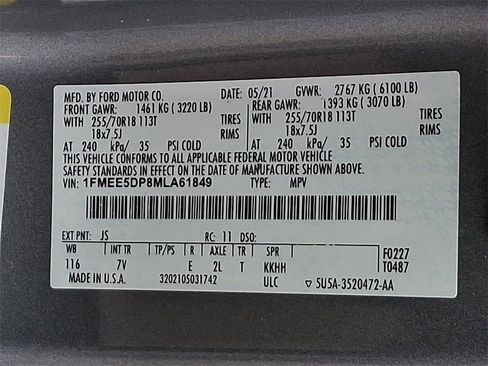 MFD. BY FORD MOTOR CO. DATE: 05/21 GVWR: 2767 KG (6100 LB)
FRONT GAWR: 1461 KG (3220 LB) REAR GAWR: 1393 KG (3070 LB)
WITH 255/70R18 113T TIRES WITH 255/70R18 113T TIRES
18x7.5J RIMS 18x7.5J RIMS
AT 240 kPa/ 35 PSI COLD AT 240 kPa/ 35 PSI COLD
THIS VEHICLE CONFORMS TO ALL APPLICABLE FEDERAL MOTOR VEHICLE
SAFETY STANDARDS IN EFFECT ON THE DATE OF MANUFACTURE SHOWN ABOVE.
VIN: 1FMEE5DP8MLA61849 TYPE: MPV
EXT PNT: JS RC: 11 DSO:
WB INT TR TP/PS R AXLE TR SPR F0227
116 7V E 2L T KKHH T0487
MADE IN U.S.A. 3202105031742 ULC 5U5A-3520472-AA